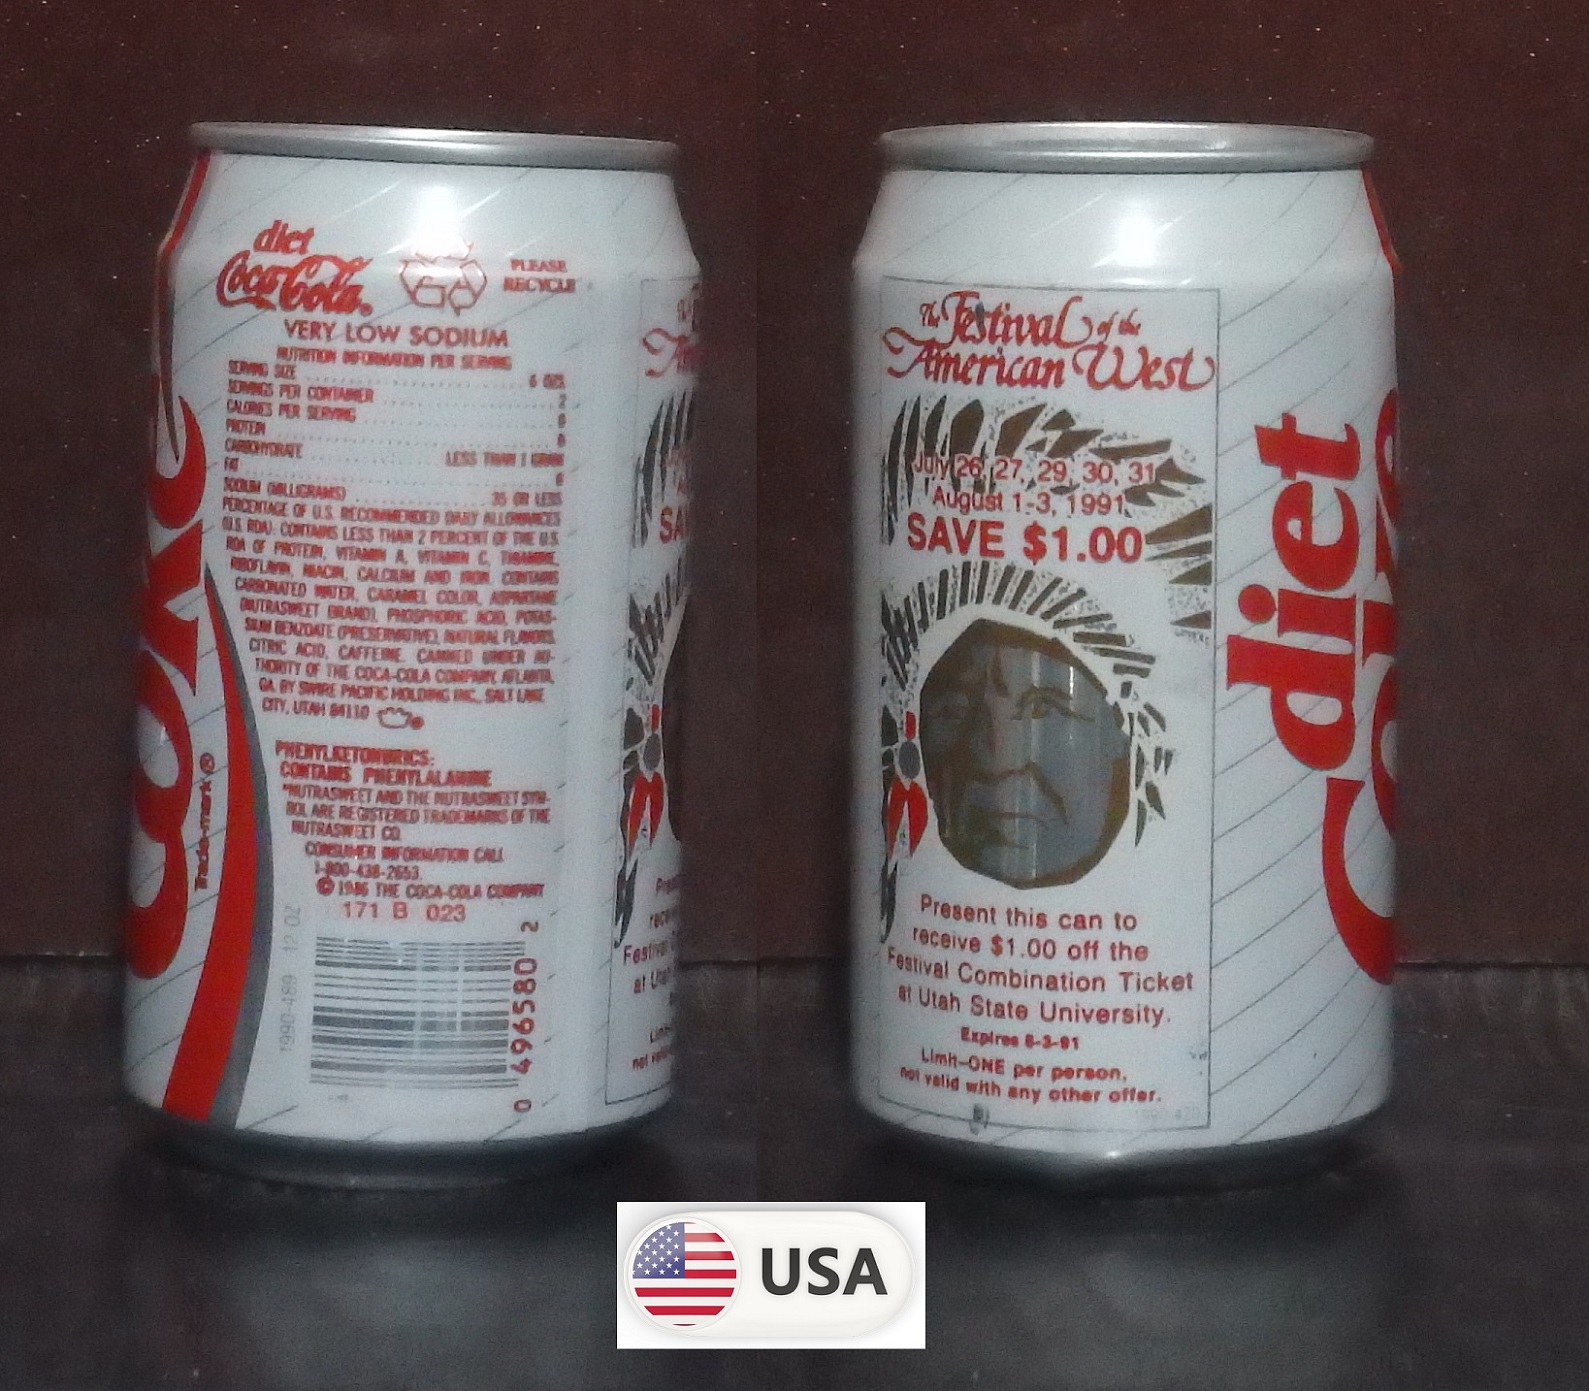 diet
Coca-Cola®
PLEASE
RECYCLE
VERY LOW SODIUM
NUTRITION INFORMATION PER SERVING
SERVING SIZE 6 OZS
SERVINGS PER CONTAINER 2
CALORIES PER SERVING 0
PROTEIN 0
CARBOHYDRATE LESS THAN 1 GRAM
FAT 0
SODIUM (MILLIGRAMS) 35 OR LESS
PERCENTAGE OF U.S. RECOMMENDED DAILY ALLOWANCES
(U.S. RDA): CONTAINS LESS THAN 2 PERCENT OF THE U.S.
RDA OF PROTEIN, VITAMIN A, VITAMIN C, THIAMINE,
RIBOFLAVIN, NIACIN, CALCIUM AND IRON. CONTAINS
CARBONATED WATER, CARAMEL COLOR, ASPARTAME
(NUTRASWEET BRAND), PHOSPHORIC ACID, POTAS-
SIUM BENZOATE (PRESERVATIVE), NATURAL FLAVORS,
CITRIC ACID, CAFFEINE. CANNED UNDER AU-
THORITY OF THE COCA-COLA COMPANY, ATLANTA,
GA. BY SWIRE PACIFIC HOLDING INC., SALT LAKE
CITY, UTAH 84110
PHENYLKETONURICS:
CONTAINS PHENYLALANINE
*NUTRASWEET AND THE NUTRASWEET SYM-
BOL ARE REGISTERED TRADEMARKS OF THE
NUTRASWEET CO.
CONSUMER INFORMATION CALL
1-800-438-2653.
© 1986 THE COCA-COLA COMPANY
171 B 023
0 496580 2
1990-489 12 OZ
Coke
Trade-mark®
The Festival of the
American West
July 26, 27, 29, 30, 31
August 1-3, 1991
SAVE $1.00
Present this can to
receive $1.00 off the
Festival Combination Ticket
at Utah State University.
Expires 8-3-91
Limit-ONE per person,
not valid with any other offer.
diet
Coke
USA